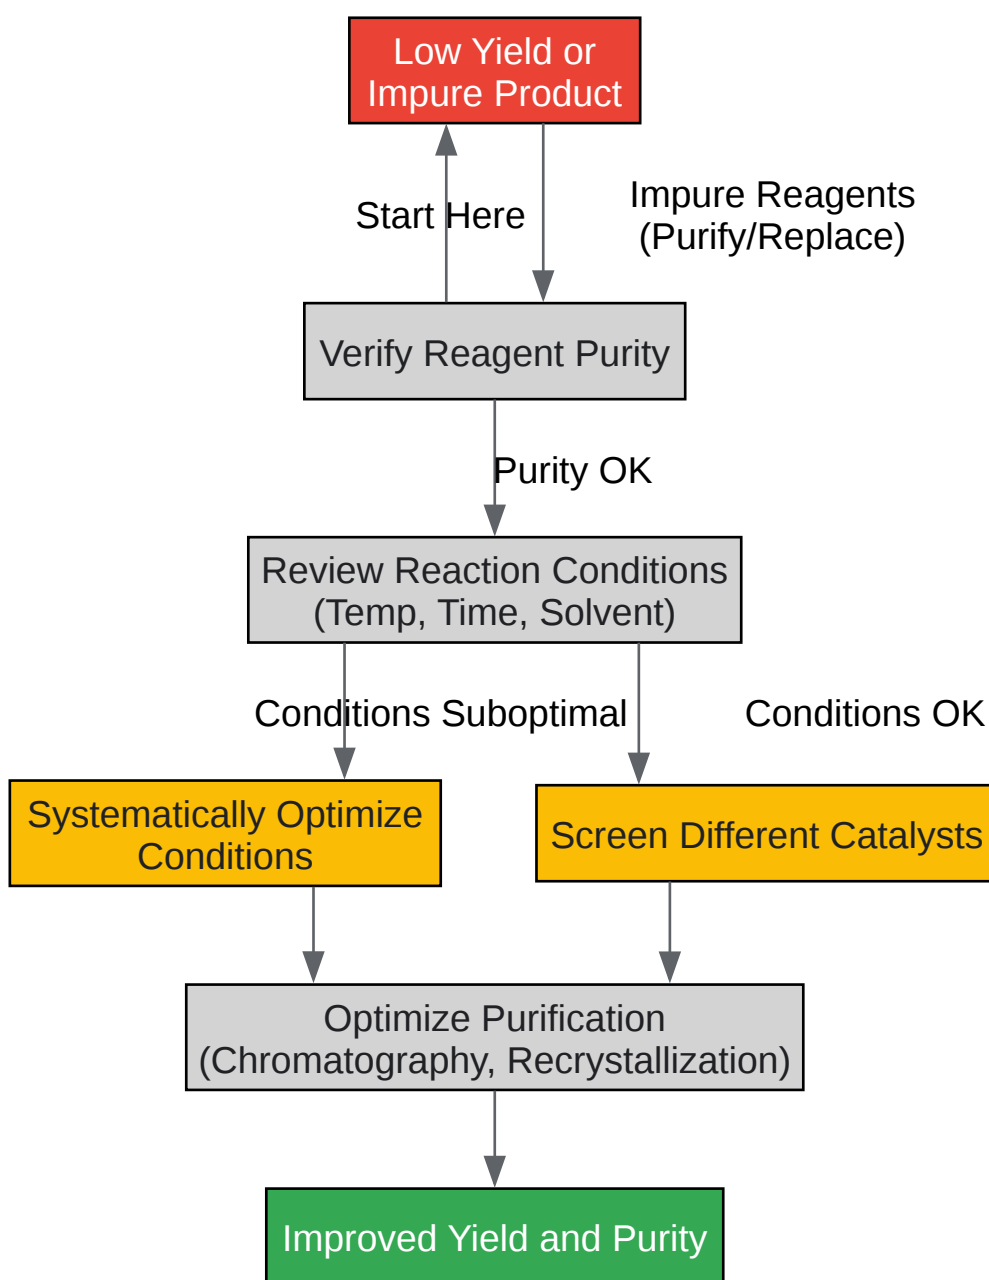 Low Yield or
Impure Product
Start Here
Impure Reagents
(Purify/Replace)
Verify Reagent Purity
Purity OK
Review Reaction Conditions
(Temp, Time, Solvent)
Conditions Suboptimal
Conditions OK
Systematically Optimize
Conditions
Screen Different Catalysts
Optimize Purification
(Chromatography, Recrystallization)
Improved Yield and Purity